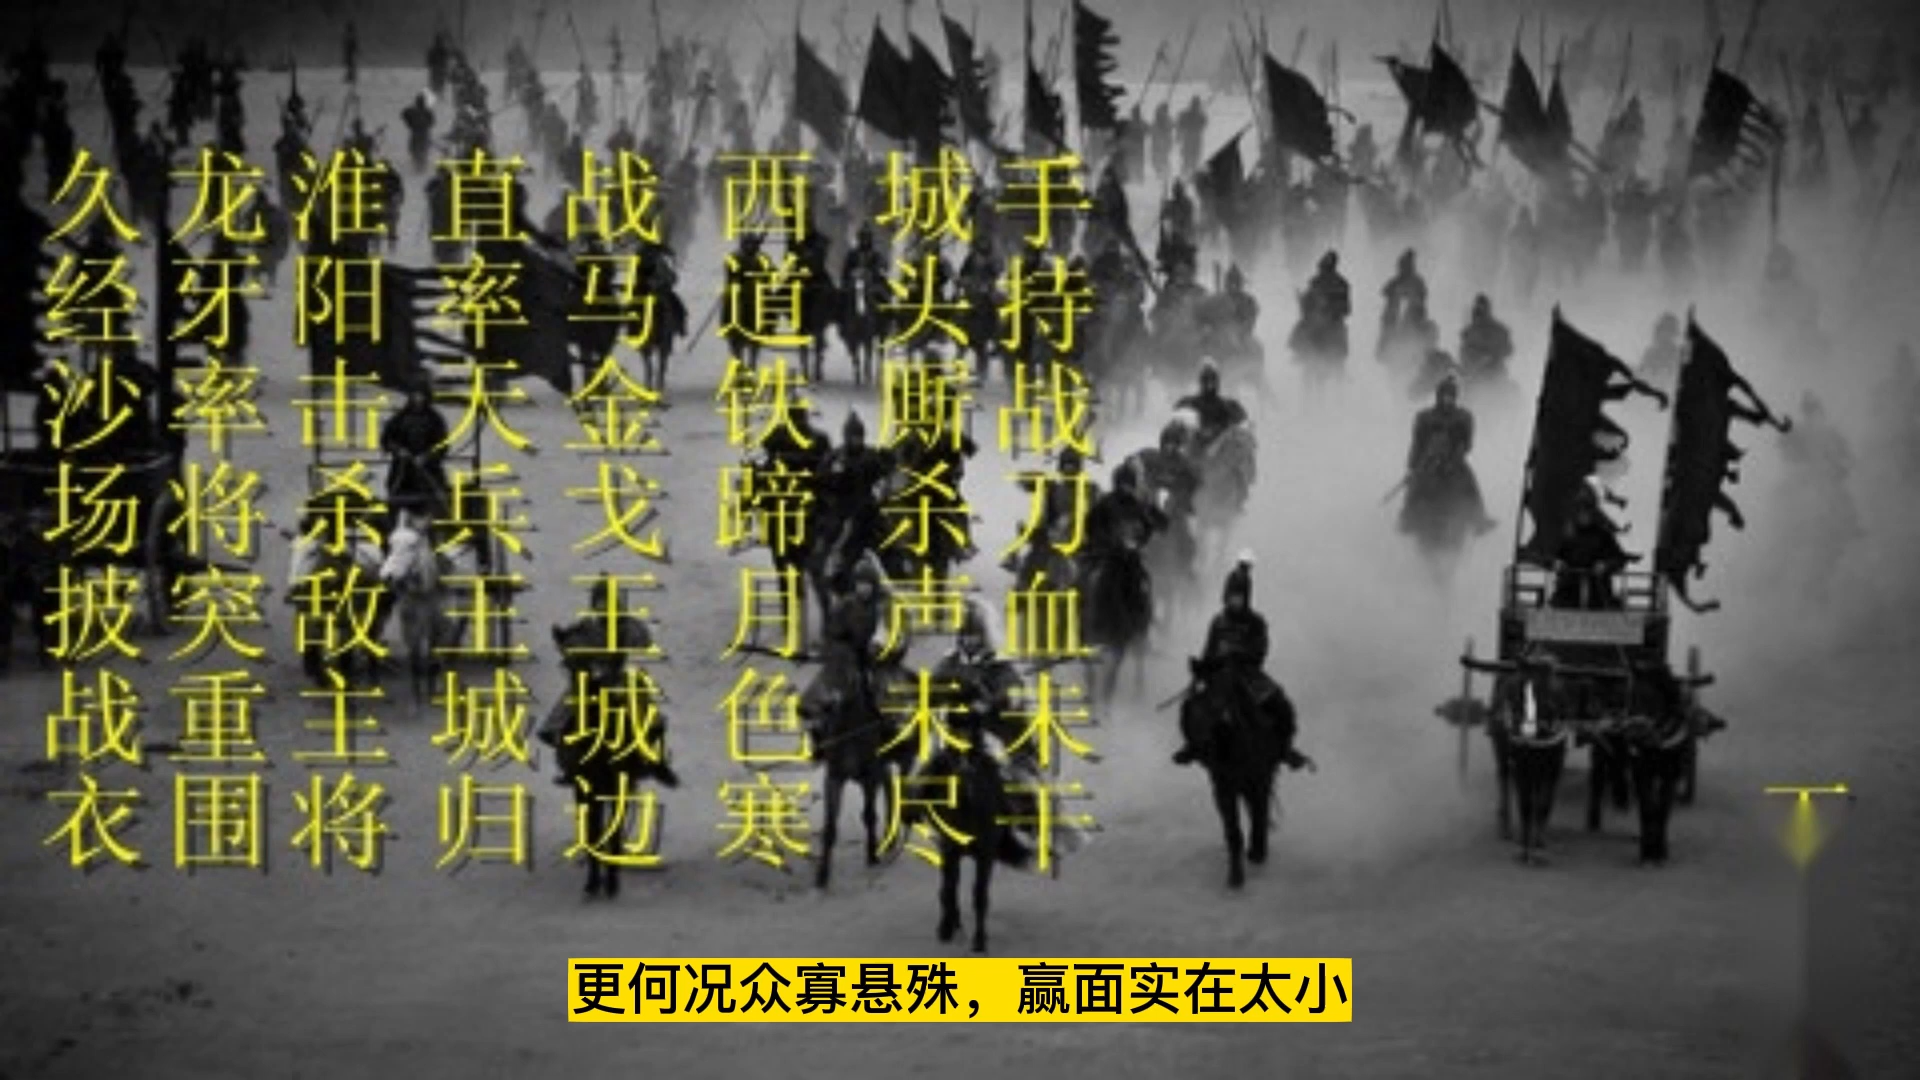 久经沙场披战衣
龙牙率将突重围
淮阳击杀敌主将
直率天兵王城归
战马金戈王城边
西道铁蹄月色寒
城头厮杀声未尽
手持战刀血未干
更何况众寡悬殊，赢面实在太小